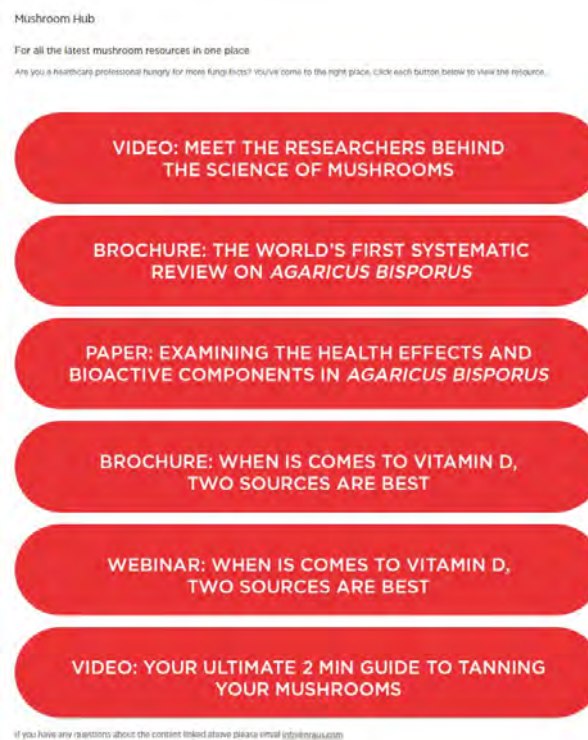 Mushroom Hub
For all the latest mushroom resources in one place
Are you a healthcare professional hungry for more fungi facts? You've come to the right place. Click each button below to view the resource.
VIDEO: MEET THE RESEARCHERS BEHIND
THE SCIENCE OF MUSHROOMS
BROCHURE: THE WORLD'S FIRST SYSTEMATIC
REVIEW ON AGARICUS BISPORUS
PAPER: EXAMINING THE HEALTH EFFECTS AND
BIOACTIVE COMPONENTS IN AGARICUS BISPORUS
BROCHURE: WHEN IS COMES TO VITAMIN D,
TWO SOURCES ARE BEST
WEBINAR: WHEN IS COMES TO VITAMIN D,
TWO SOURCES ARE BEST
VIDEO: YOUR ULTIMATE 2 MIN GUIDE TO TANNING
YOUR MUSHROOMS
If you have any questions about the content linked above please email